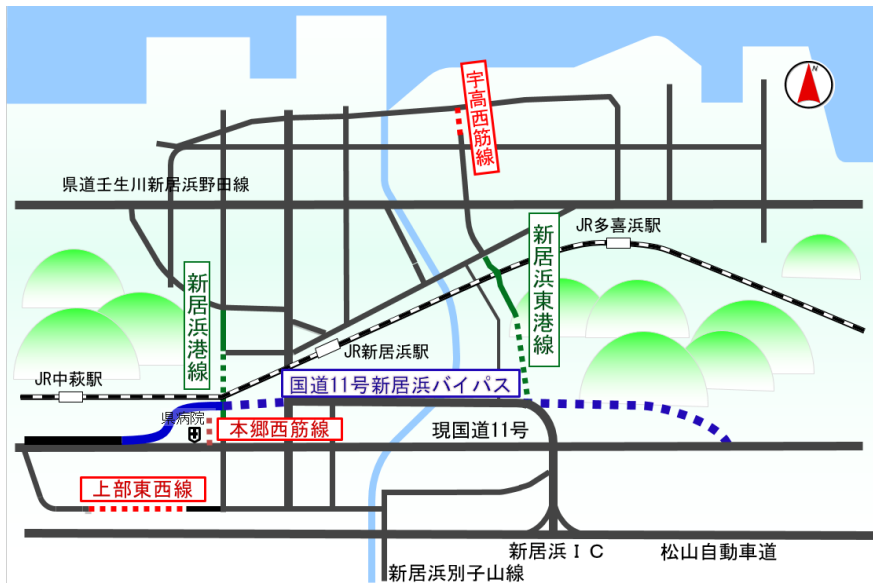 N
宇高西筋線
県道壬生川新居浜野田線
JR多喜浜駅
新居浜港線
新居浜東港線
JR新居浜駅
JR中萩駅
国道11号新居浜バイパス
県病院
本郷西筋線
現国道11号
上部東西線
新居浜IC
松山自動車道
新居浜別子山線